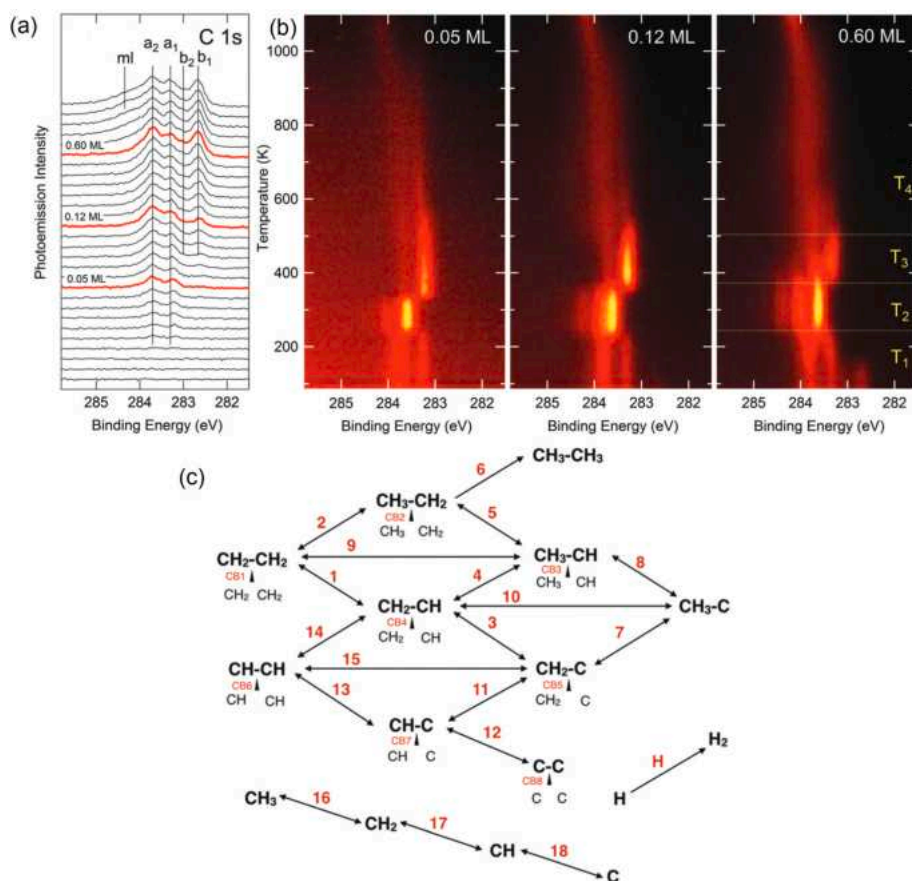 (a)
C 1s
a₂ a₁ b₂ b₁
ml
0.60 ML
0.12 ML
0.05 ML
Photoemission Intensity
285 284 283 282
Binding Energy (eV)
(b)
0.05 ML
0.12 ML
0.60 ML
1000
800
600
400
200
Temperature (K)
T₄
T₃
T₂
T₁
285 284 283 282
285 284 283 282
285 284 283 282
Binding Energy (eV)
Binding Energy (eV)
Binding Energy (eV)
(c)
CH₃-CH₃
6
CH₃-CH₂
CB2
CH₃ CH₂
2
5
9
CH₂-CH₂
CB1
CH₂ CH₂
CH₃-CH
CB3
CH₃ CH
8
1
4
10
CH₂-CH
CB4
CH₂ CH
CH₃-C
14
3
7
15
CH-CH
CB6
CH CH
CH₂-C
CB5
CH₂ C
13
11
CH-C
CB7
CH C
12
C-C
CB8
C C
H₂
H
H
CH₃
16
CH₂
17
CH
18
C